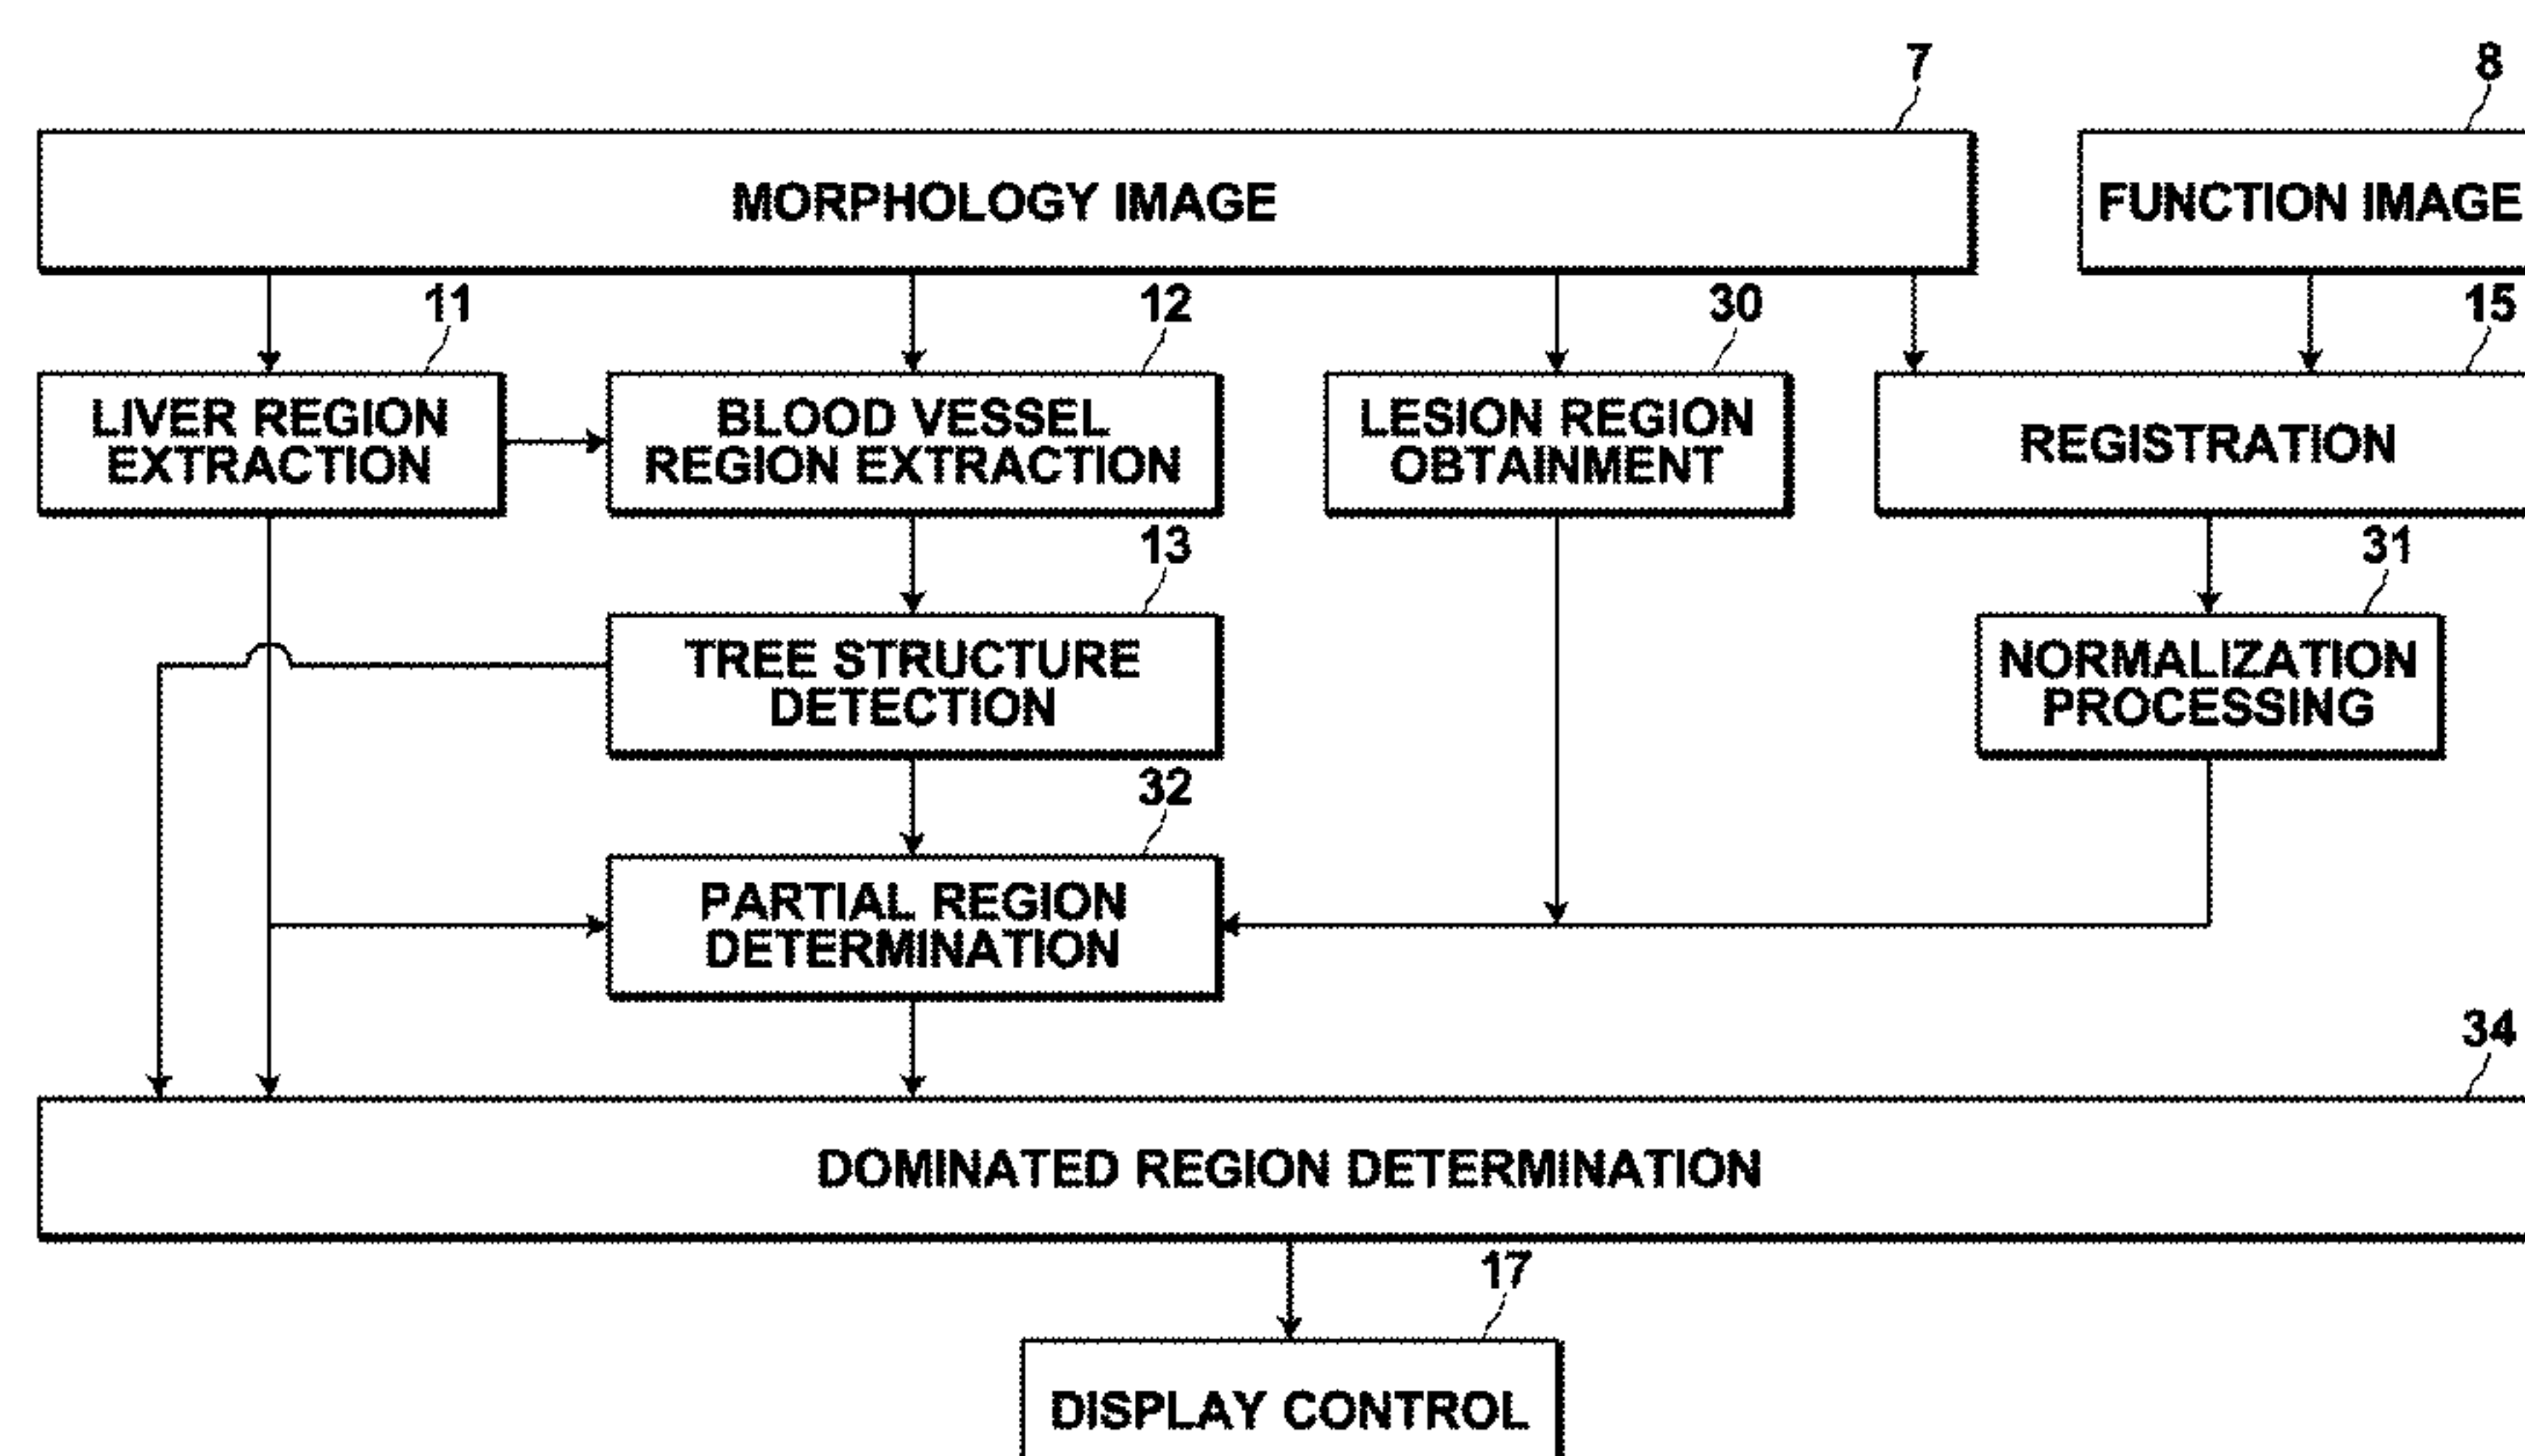 7
8
MORPHOLOGY IMAGE
FUNCTION IMAGE
11
12
30
15
LIVER REGION
EXTRACTION
BLOOD VESSEL
REGION EXTRACTION
LESION REGION
OBTAINMENT
REGISTRATION
13
31
TREE STRUCTURE
DETECTION
NORMALIZATION
PROCESSING
32
PARTIAL REGION
DETERMINATION
34
DOMINATED REGION DETERMINATION
17
DISPLAY CONTROL